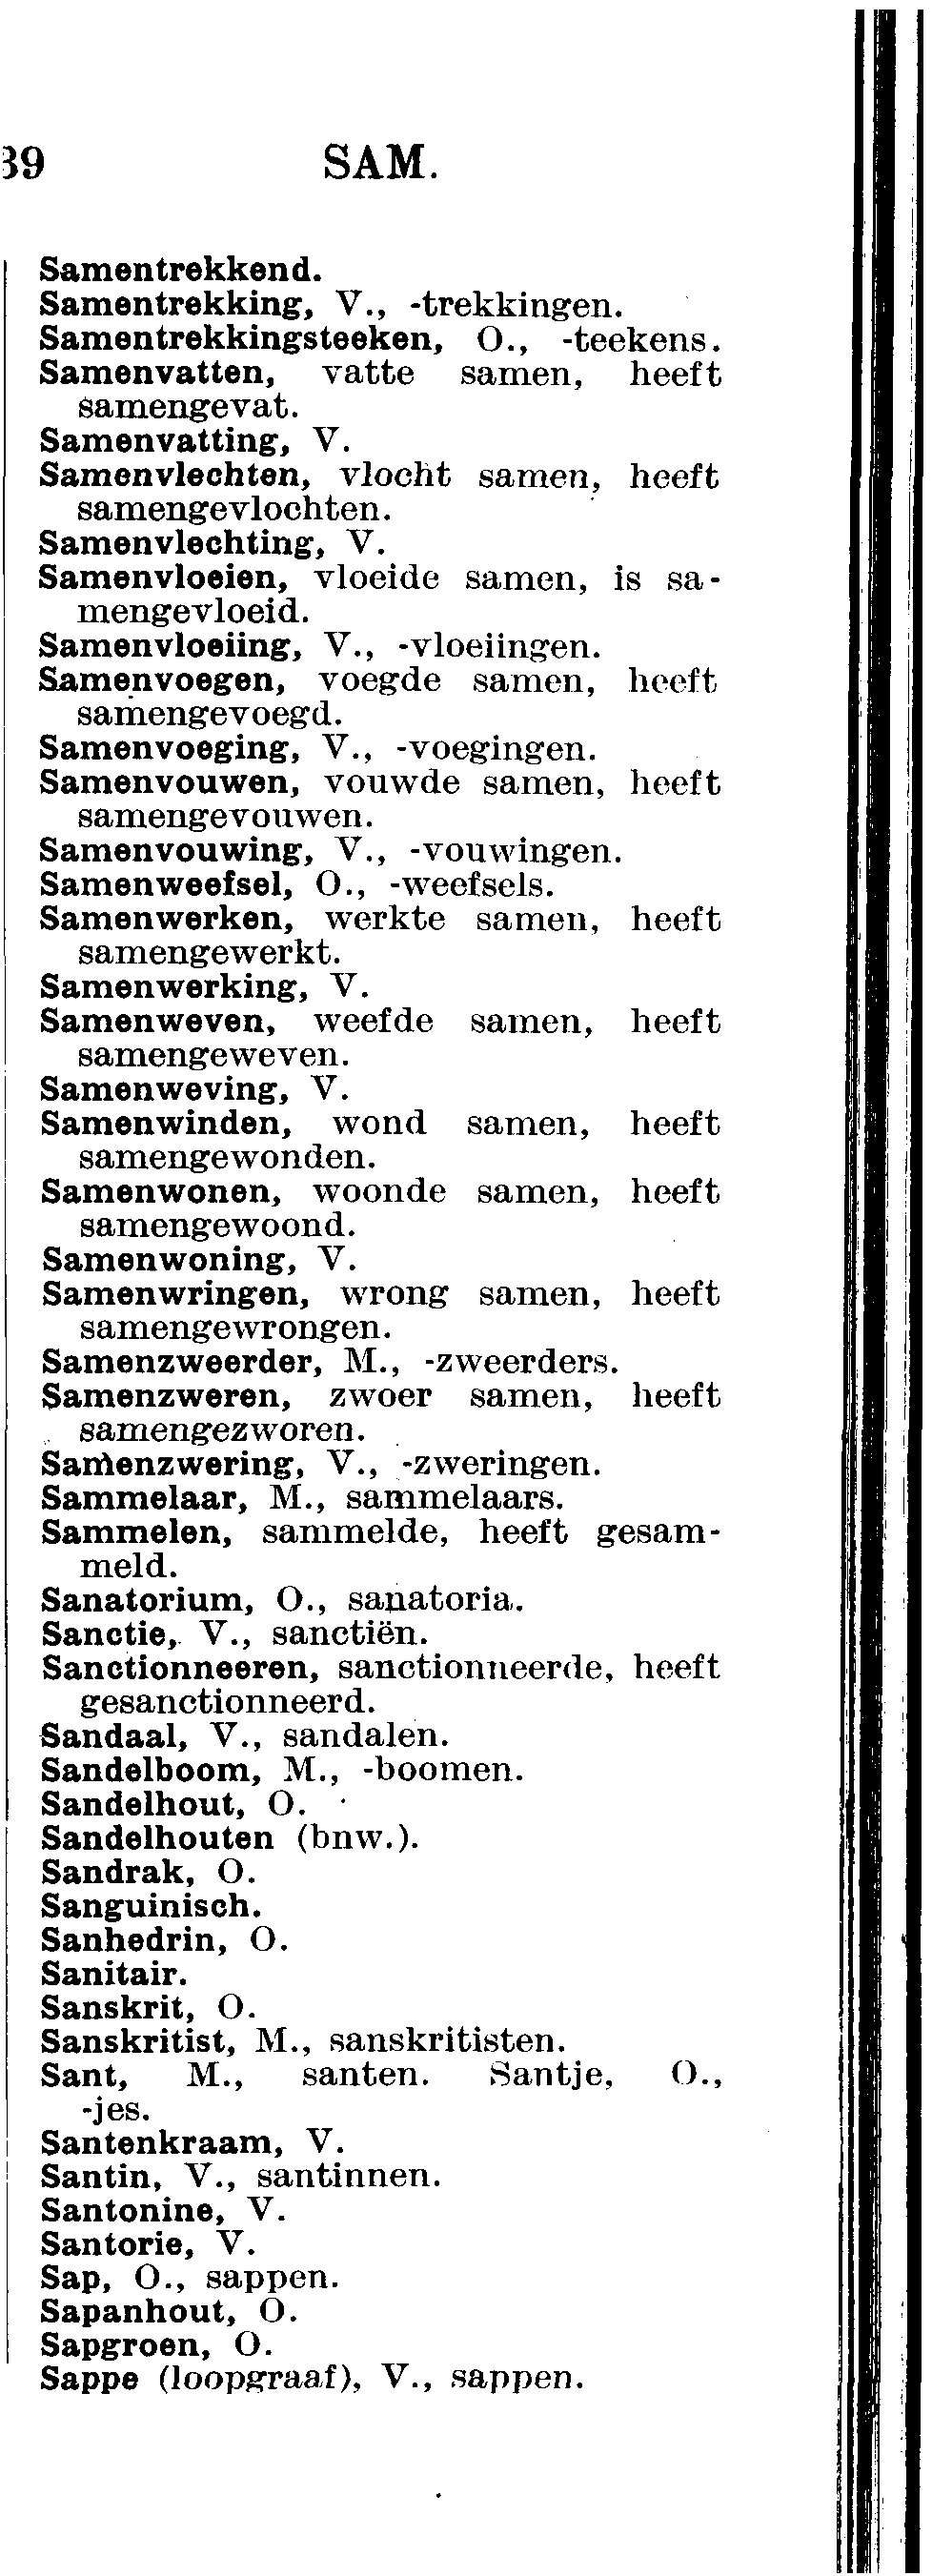 39 SAM.
Samentrekkend.
Samentrekking, V., -trekkingen.
Samentrekkingsteeken, O., -teekens.
Samenvatten, vatte samen, heeft
samengevat.
Samenvatting, V.
Samenvlechten, vlocht samen, heeft
samengevlochten.
Samenvlechting, V.
Samenvloeien, vloeide samen, is sa-
mengevloeid.
Samenvloeiing, V., -vloeiingen.
Samenvoegen, voegde samen, heeft
samengevoegd.
Samenvoeging, V., -voegingen.
Samenvouwen, vouwde samen, heeft
samengevouwen.
Samenvouwing, V., -vouwingen.
Samenweefsel, O., -weefsels.
Samenwerken, werkte samen, heeft
samengewerkt.
Samenwerking, V.
Samenweven, weefde samen, heeft
samengeweven.
Samenweving, V.
Samenwinden, wond samen, heeft
samengewonden.
Samenwonen, woonde samen, heeft
samengewoond.
Samenwoning, V.
Samenwringen, wrong samen, heeft
samengewrongen.
Samenzweerder, M., -zweerders.
Samenzweren, zwoer samen, heeft
samengezworen.
Samenzwering, V., -zweringen.
Sammelaar, M., sammelaars.
Sammelen, sammelde, heeft gesam-
meld.
Sanatorium, O., sanatoria.
Sanctie, V., sanctiën.
Sanctionneeren, sanctionneerde, heeft
gesanctionneerd.
Sandaal, V., sandalen.
Sandelboom, M., -boomen.
Sandelhout, O.
Sandelhouten (bnw.).
Sandrak, O.
Sanguinisch.
Sanhedrin, O.
Sanitair.
Sanskrit, O.
Sanskritist, M., sanskritisten.
Sant, M., santen. Santje, O.,
-jes.
Santenkraam, V.
Santin, V., santinnen.
Santonine, V.
Santorie, V.
Sap, O., sappen.
Sapanhout, O.
Sapgroen, O.
Sappe (loopgraaf), V., sappen.